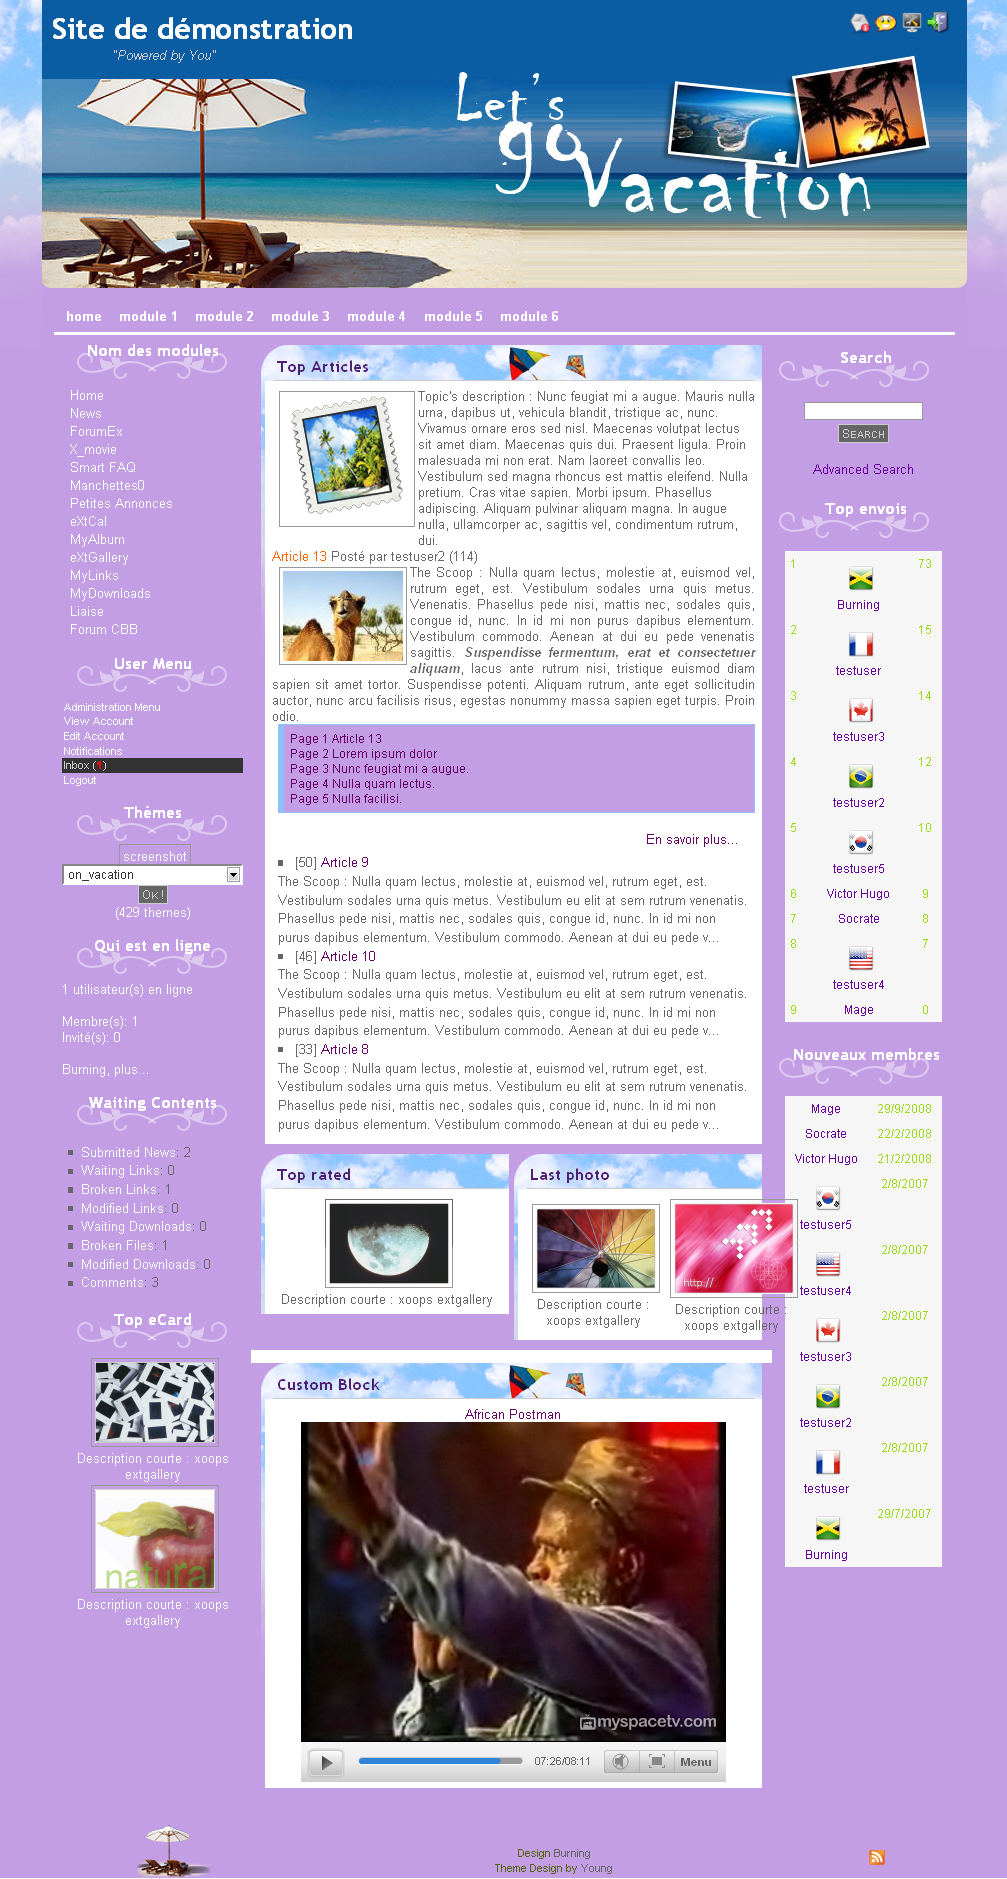 Site de démonstration
"Powered by You"
Let's
go
Vacation
home module 1 module 2 module 3 module 4 module 5 module 6
Nom des modules
Home
News
ForumEx
X_movie
Smart FAQ
Manchettes0
Petites Annonces
eXtCal
MyAlbum
eXtGallery
MyLinks
MyDownloads
Liaise
Forum CBB
User Menu
Administration Menu
View Account
Edit Account
Notifications
Inbox (1)
Logout
Thèmes
screenshot
on_vacation
OK!
(429 themes)
Qui est en ligne
1 utilisateur(s) en ligne
Membre(s): 1
Invité(s): 0
Burning, plus...
Waiting Contents
Submitted News: 2
Waiting Links: 0
Broken Links: 1
Modified Links: 0
Waiting Downloads: 0
Broken Files: 1
Modified Downloads: 0
Comments: 3
Top eCard
Description courte : xoops
extgallery
natural
Description courte : xoops
extgallery
Top Articles
Topic's description : Nunc feugiat mi a augue. Mauris nulla
urna, dapibus ut, vehicula blandit, tristique ac, nunc.
Vivamus ornare eros sed nisl. Maecenas volutpat lectus
sit amet diam. Maecenas quis dui. Praesent ligula. Proin
malesuada mi non erat. Nam laoreet convallis leo.
Vestibulum sed magna rhoncus est mattis eleifend. Nulla
pretium. Cras vitae sapien. Morbi ipsum. Phasellus
adipiscing. Aliquam pulvinar aliquam magna. In augue
nulla, ullamcorper ac, sagittis vel, condimentum rutrum,
dui.
Article 13 Posté par testuser2 (114)
The Scoop : Nulla quam lectus, molestie at, euismod vel,
rutrum eget, est. Vestibulum sodales urna quis metus.
Venenatis. Phasellus pede nisi, mattis nec, sodales quis,
congue id, nunc. In id mi non purus dapibus elementum.
Vestibulum commodo. Aenean at dui eu pede venenatis
sagittis. Suspendisse fermentum, erat et consectetuer
aliquam, lacus ante rutrum nisi, tristique euismod diam
sapien sit amet tortor. Suspendisse potenti. Aliquam rutrum, ante eget sollicitudin
auctor, nunc arcu facilisis risus, egestas nonummy massa sapien eget turpis. Proin
odio.
Page 1 Article 13
Page 2 Lorem ipsum dolor
Page 3 Nunc feugiat mi a augue.
Page 4 Nulla quam lectus.
Page 5 Nulla facilisi.
En savoir plus...
[50] Article 9
The Scoop : Nulla quam lectus, molestie at, euismod vel, rutrum eget, est.
Vestibulum sodales urna quis metus. Vestibulum eu elit at sem rutrum venenatis.
Phasellus pede nisi, mattis nec, sodales quis, congue id, nunc. In id mi non
purus dapibus elementum. Vestibulum commodo. Aenean at dui eu pede v...
[46] Article 10
The Scoop : Nulla quam lectus, molestie at, euismod vel, rutrum eget, est.
Vestibulum sodales urna quis metus. Vestibulum eu elit at sem rutrum venenatis.
Phasellus pede nisi, mattis nec, sodales quis, congue id, nunc. In id mi non
purus dapibus elementum. Vestibulum commodo. Aenean at dui eu pede v...
[33] Article 8
The Scoop : Nulla quam lectus, molestie at, euismod vel, rutrum eget, est.
Vestibulum sodales urna quis metus. Vestibulum eu elit at sem rutrum venenatis.
Phasellus pede nisi, mattis nec, sodales quis, congue id, nunc. In id mi non
purus dapibus elementum. Vestibulum commodo. Aenean at dui eu pede v...
Top rated
Description courte : xoops extgallery
Last photo
Description courte :
xoops extgallery
http://
Description courte :
xoops extgallery
Custom Block
African Postman
myspacetv.com
07:26/08:11 Menu
Search
SEARCH
Advanced Search
Top envois
1 73
Burning
2 15
testuser
3 14
testuser3
4 12
testuser2
5 10
testuser5
6 Victor Hugo 9
7 Socrate 8
8 7
testuser4
9 Mage 0
Nouveaux membres
Mage 29/9/2008
Socrate 22/2/2008
Victor Hugo 21/2/2008
2/8/2007
testuser5
2/8/2007
testuser4
2/8/2007
testuser3
2/8/2007
testuser2
2/8/2007
testuser
29/7/2007
Burning
Design Burning
Theme Design by Young